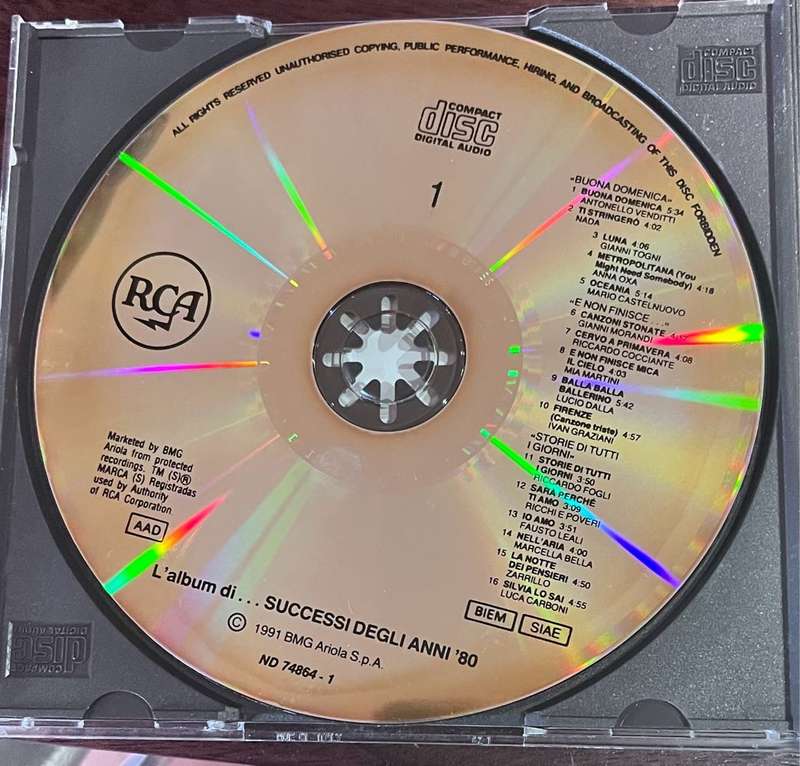 ALL RIGHTS RESERVED UNAUTHORISED COPYING, PUBLIC PERFORMANCE, HIRING, AND BROADCASTING OF THIS DISC FORBIDDEN
COMPACT
disc
DIGITAL AUDIO
COMPACT
disc
DIGITAL AUDIO
1
RCA
«BUONA DOMENICA»
1 BUONA DOMENICA 5:34
ANTONELLO VENDITTI
2 TI STRINGERÒ 4:02
NADA
3 LUNA 4:06
GIANNI TOGNI
4 METROPOLITANA (You
Might Need Somebody) 4:18
ANNA OXA
5 OCEANIA 5:14
MARIO CASTELNUOVO
«E NON FINISCE...»
6 CANZONI STONATE
GIANNI MORANDI
7 CERVO A PRIMAVERA 4:08
RICCARDO COCCIANTE
8 E NON FINISCE MICA
IL CIELO 4:03
MIA MARTINI
9 BALLA BALLA
BALLERINO 5:42
LUCIO DALLA
10 FIRENZE
(Canzone triste) 4:57
IVAN GRAZIANI
«STORIE DI TUTTI
I GIORNI»
11 STORIE DI TUTTI
I GIORNI 3:50
RICCARDO FOGLI
12 SARA PERCHÉ
TI AMO 3:09
RICCHI E POVERI
13 IO AMO 3:51
FAUSTO LEALI
14 NELL'ARIA 4:00
MARCELLA BELLA
15 LA NOTTE
DEI PENSIERI 4:50
ZARRILLO
16 SILVIA LO SAI 4:55
LUCA CARBONI
Marketed by BMG
Ariola from protected
recordings. TM (S)®
MARCA (S) Registradas
used by Authority
of RCA Corporation.
AAD
BIEM
SIAE
L'album di... SUCCESSI DEGLI ANNI '80
© 1991 BMG Ariola S.p.A.
ND 74864 - 1
COMPACT
disc
DIGITAL AUDIO